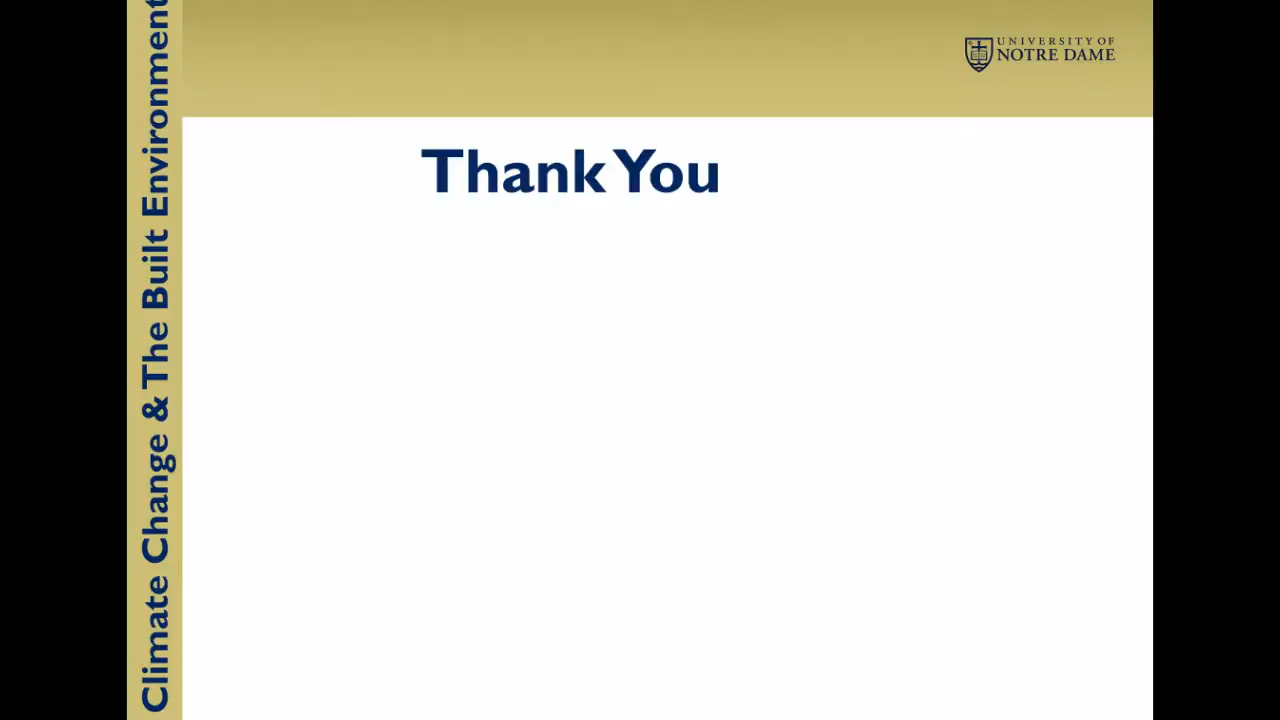 UNIVERSITY OF
NOTRE DAME
Thank You
Climate Change & The Built Environment